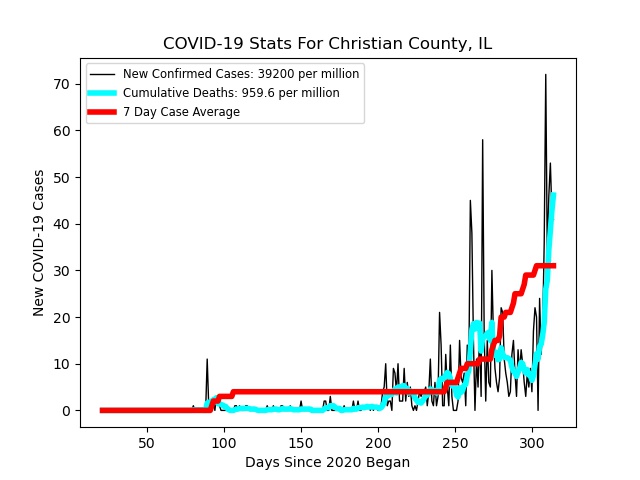 COVID-19 Stats For Christian County, IL
New Confirmed Cases: 39200 per million
Cumulative Deaths: 959.6 per million
7 Day Case Average
New COVID-19 Cases
70
60
50
40
30
20
10
0
50 100 150 200 250 300
Days Since 2020 Began